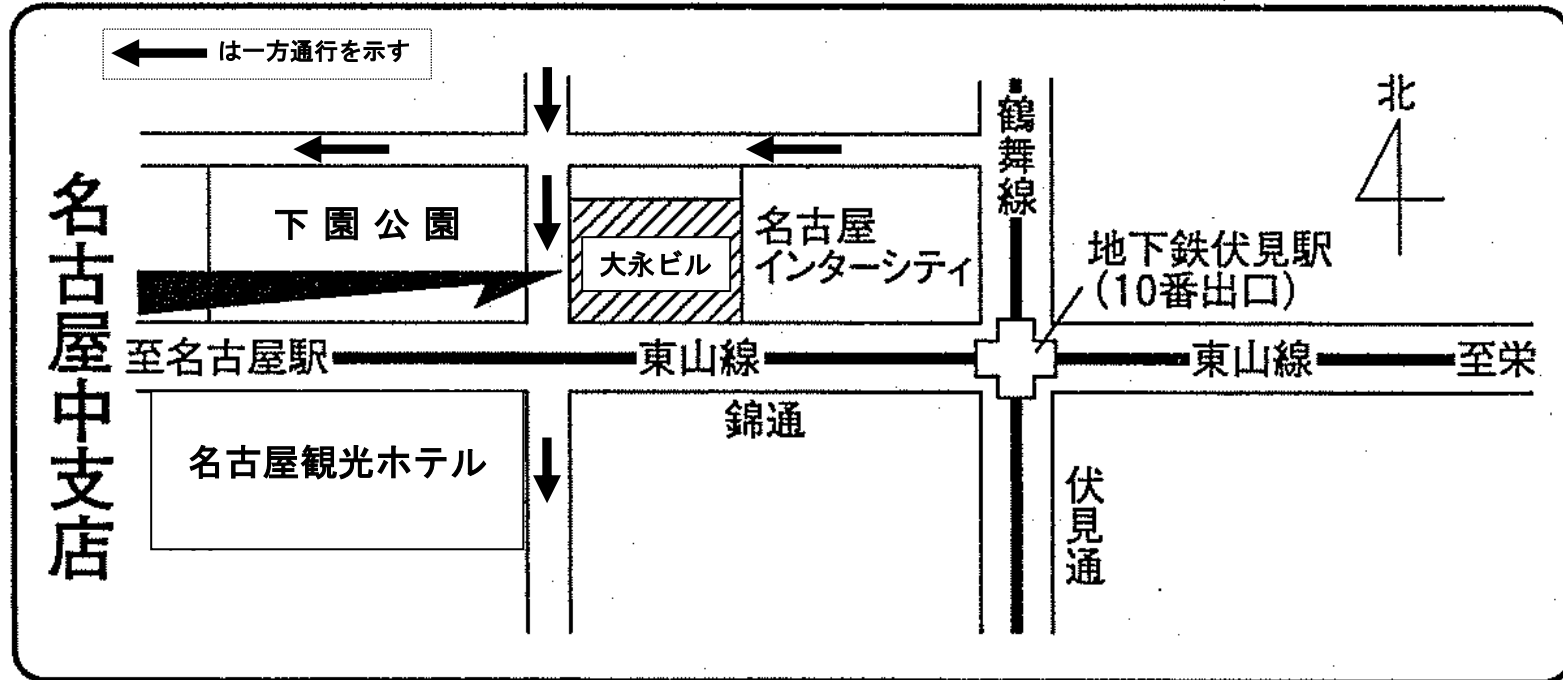 は一方通行を示す
北
鶴舞線
名古屋中支店
下園公園
大永ビル
名古屋
インターシティ
地下鉄伏見駅
(10番出口)
至名古屋駅
東山線
東山線
至栄
錦通
名古屋観光ホテル
伏見通